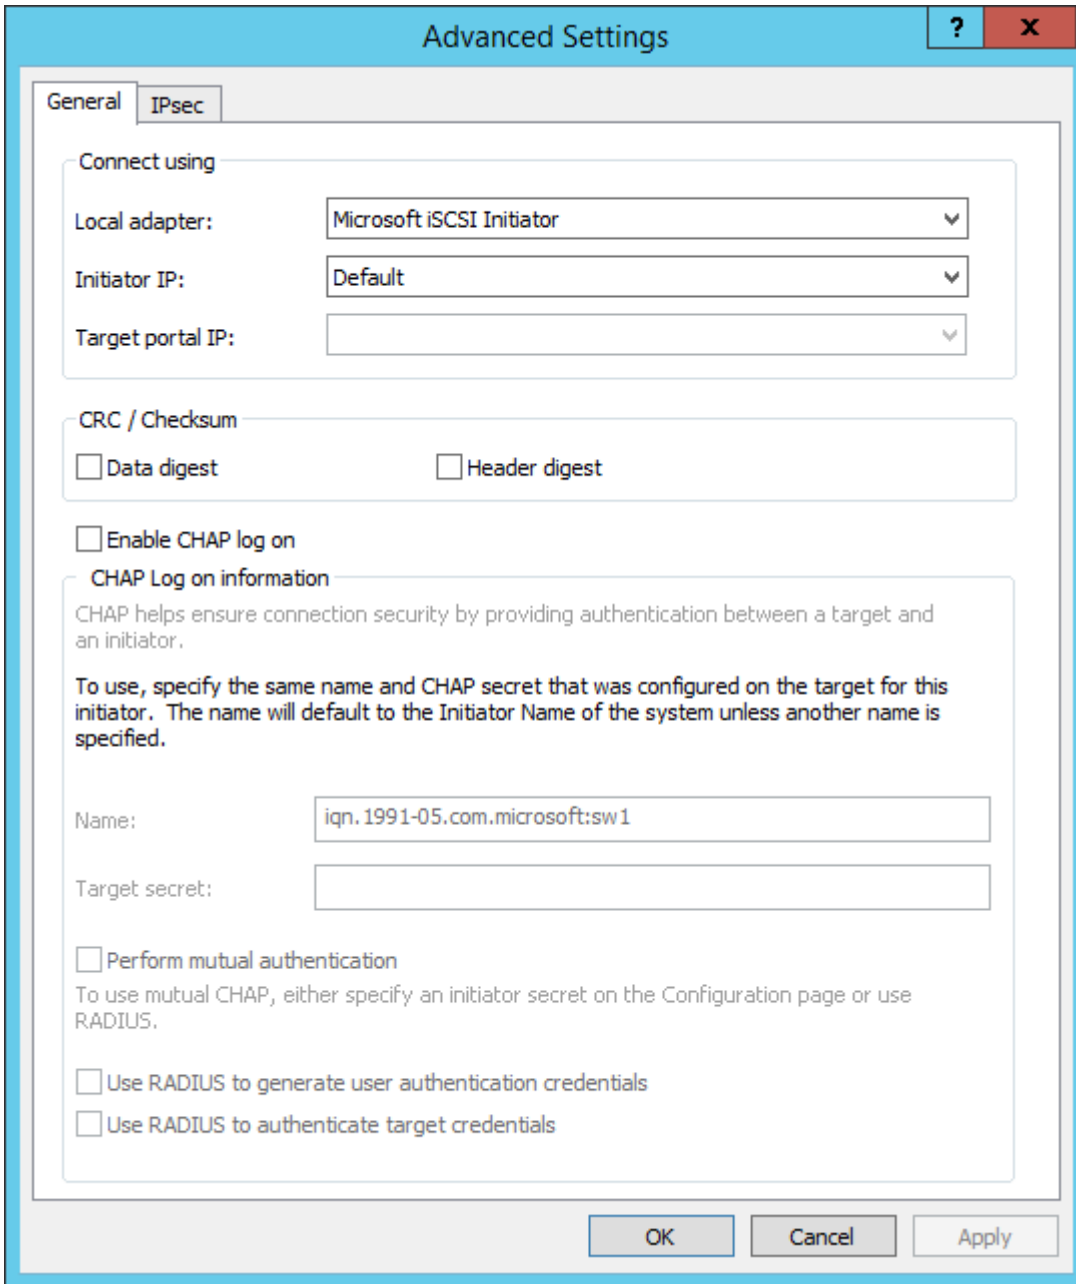 Advanced Settings
?
x
General
IPsec
Connect using
Local adapter:
Microsoft iSCSI Initiator
Initiator IP:
Default
Target portal IP:
CRC / Checksum
Data digest
Header digest
Enable CHAP log on
CHAP Log on information
CHAP helps ensure connection security by providing authentication between a target and
an initiator.
To use, specify the same name and CHAP secret that was configured on the target for this
initiator.  The name will default to the Initiator Name of the system unless another name is
specified.
Name:
iqn.1991-05.com.microsoft:sw1
Target secret:
Perform mutual authentication
To use mutual CHAP, either specify an initiator secret on the Configuration page or use
RADIUS.
Use RADIUS to generate user authentication credentials
Use RADIUS to authenticate target credentials
OK
Cancel
Apply